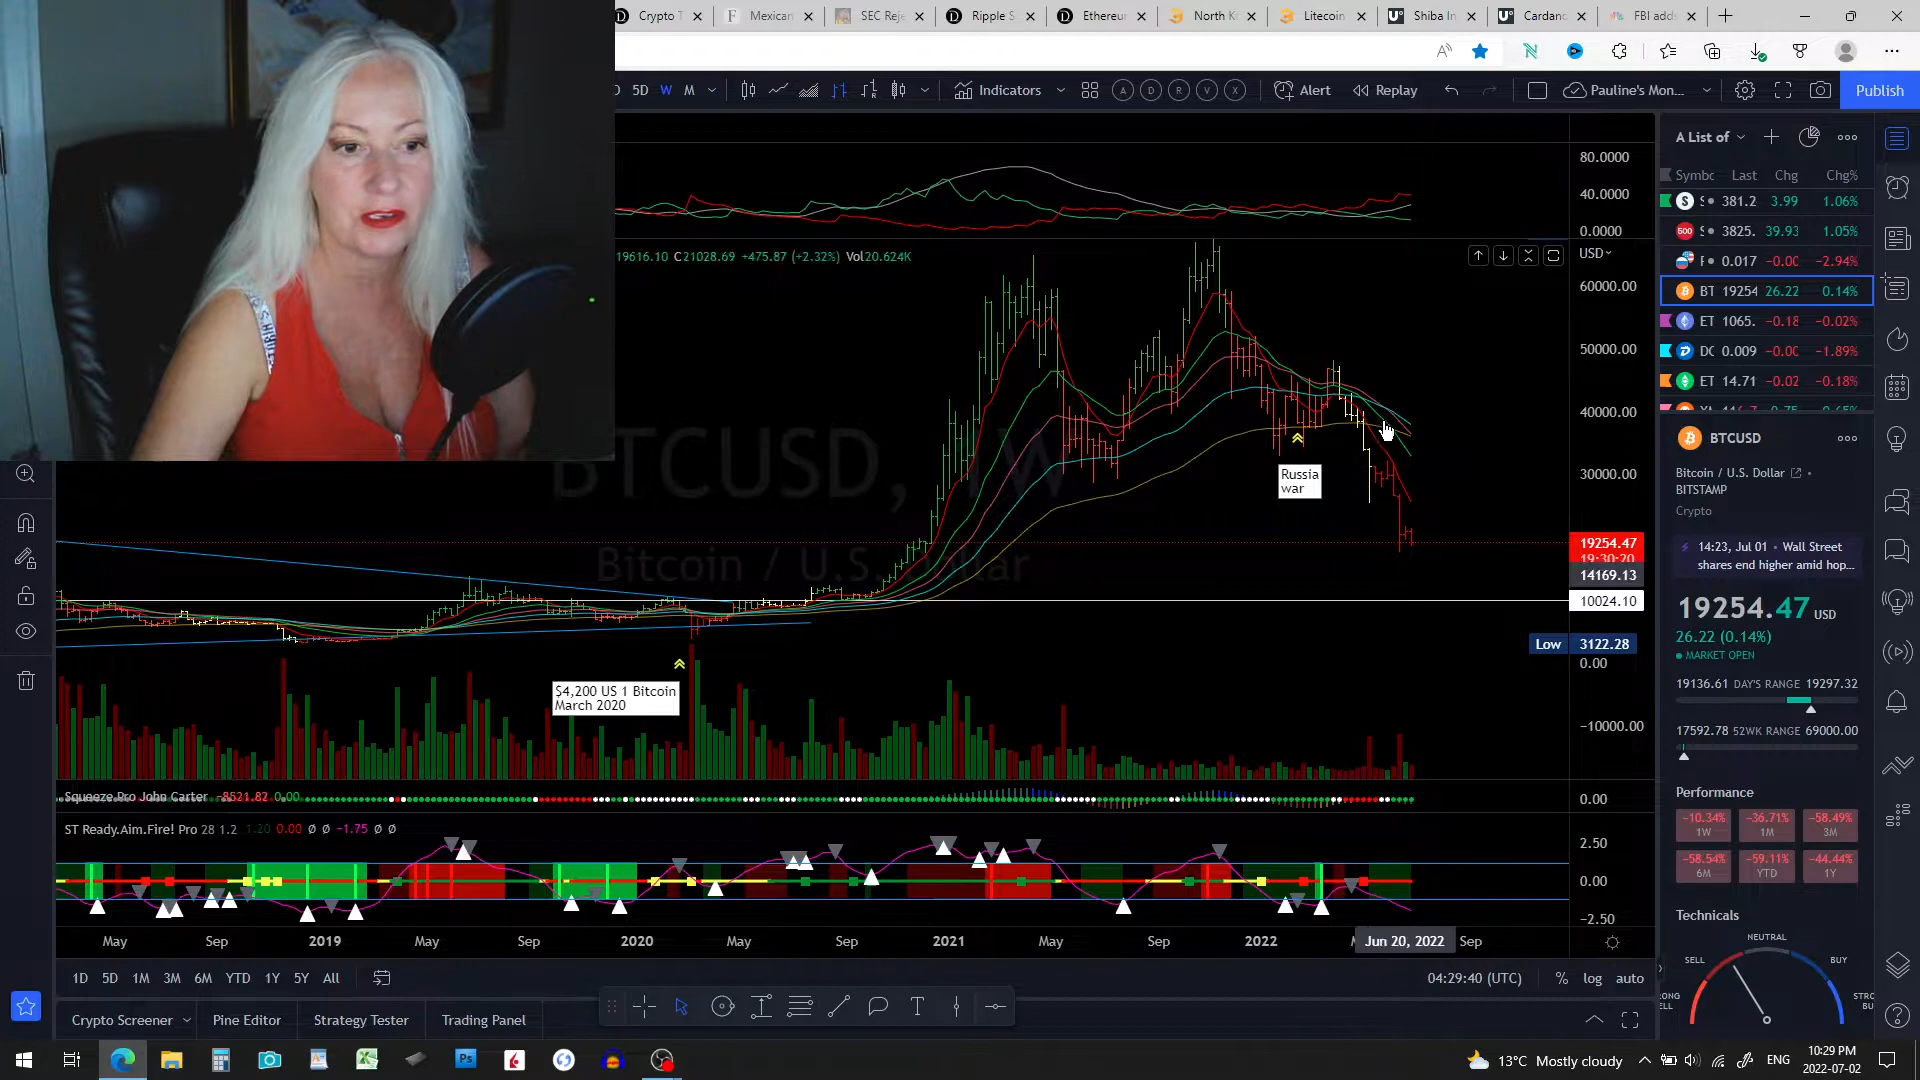 Crypto T
Mexican
SEC Reje
Ripple S
Ethereu
North K
Litecoin
Shiba In
Cardano
FBI adds
5D W M
Indicators
A D R V X
Alert
Replay
Pauline's Mon...
Publish
A List of
Symbc Last Chg Chg%
381.2 3.99 1.06%
500 3825. 39.93 1.05%
0.017 −0.00 −2.94%
BT 19254 26.22 0.14%
ET 1065. −0.18 −0.02%
DC 0.009 −0.00 −1.89%
ET 14.71 −0.02 −0.18%
80.0000
40.0000
0.0000
19616.10 C21028.69 +475.87 (+2.32%) Vol20.624K
USD
60000.00
50000.00
40000.00
30000.00
19254.47
19:30:20
14169.13
10024.10
Low 3122.28
0.00
−10000.00
BTCUSD, 1W
Bitcoin / U.S. Dollar
Russia
war
$4,200 US 1 Bitcoin
March 2020
Squeeze Pro John Carter −8521.82 0.00
0.00
ST Ready.Aim.Fire! Pro 28 1.2 1.20 0.00 ø ø −1.75 ø ø
2.50
0.00
−2.50
May Sep 2019 May Sep 2020 May Sep 2021 May Sep 2022 Jun 20, 2022 Sep
1D 5D 1M 3M 6M YTD 1Y 5Y All
04:29:40 (UTC) % log auto
Crypto Screener Pine Editor Strategy Tester Trading Panel
BTCUSD
Bitcoin / U.S. Dollar
BITSTAMP
Crypto
14:23, Jul 01 • Wall Street
shares end higher amid hop...
19254.47 USD
26.22 (0.14%)
MARKET OPEN
19136.61 DAY'S RANGE 19297.32
17592.78 52WK RANGE 69000.00
Performance
−10.34% −36.71% −58.49%
1W 1M 3M
−58.54% −59.11% −44.44%
6M YTD 1Y
Technicals
NEUTRAL
SELL BUY
Ps
13°C Mostly cloudy
ENG
10:29 PM
2022-07-02